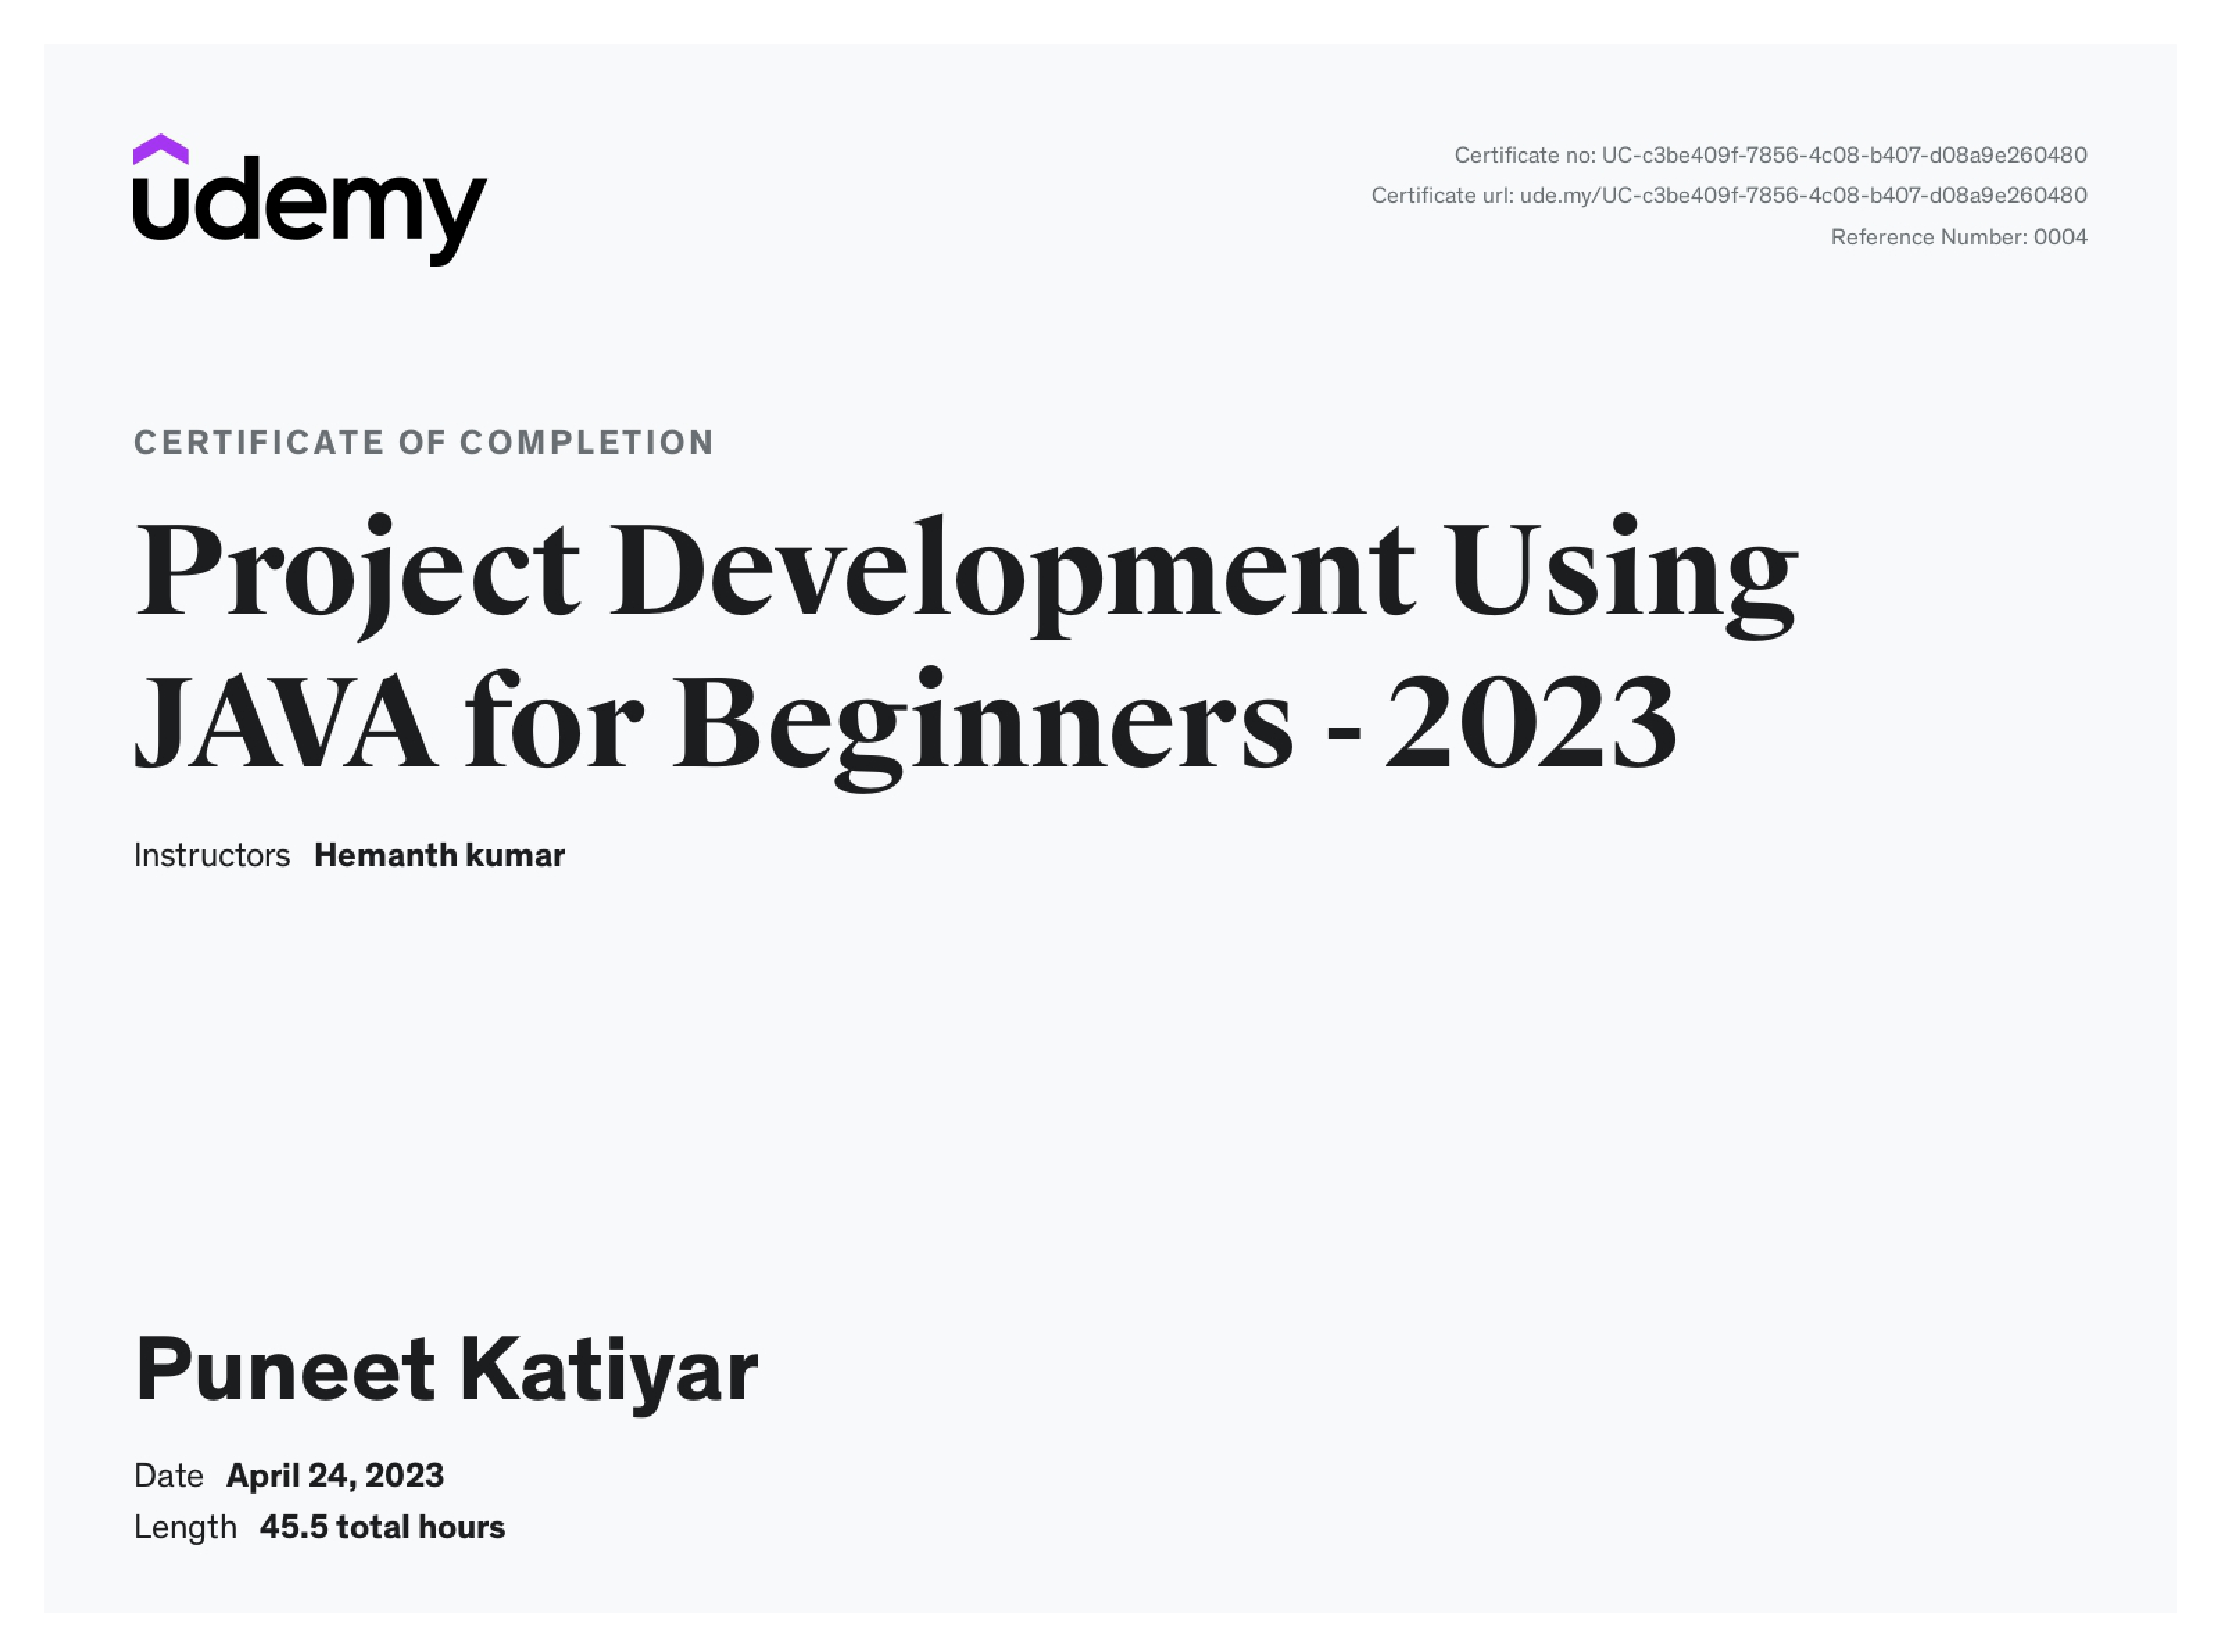 udemy
Certificate no: UC-c3be409f-7856-4c08-b407-d08a9e260480
Certificate url: ude.my/UC-c3be409f-7856-4c08-b407-d08a9e260480
Reference Number: 0004
CERTIFICATE OF COMPLETION
Project Development Using
JAVA for Beginners - 2023
Instructors Hemanth kumar
Puneet Katiyar
Date April 24, 2023
Length 45.5 total hours